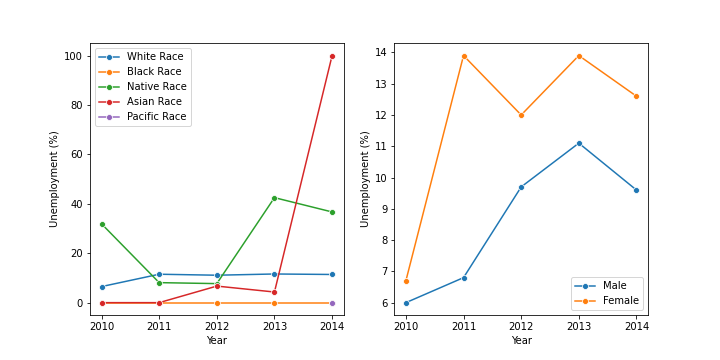 White Race
Black Race
Native Race
Asian Race
Pacific Race
100
80
60
40
20
0
Unemployment (%)
2010 2011 2012 2013 2014
Year
14
13
12
11
10
9
8
7
6
Unemployment (%)
Male
Female
2010 2011 2012 2013 2014
Year